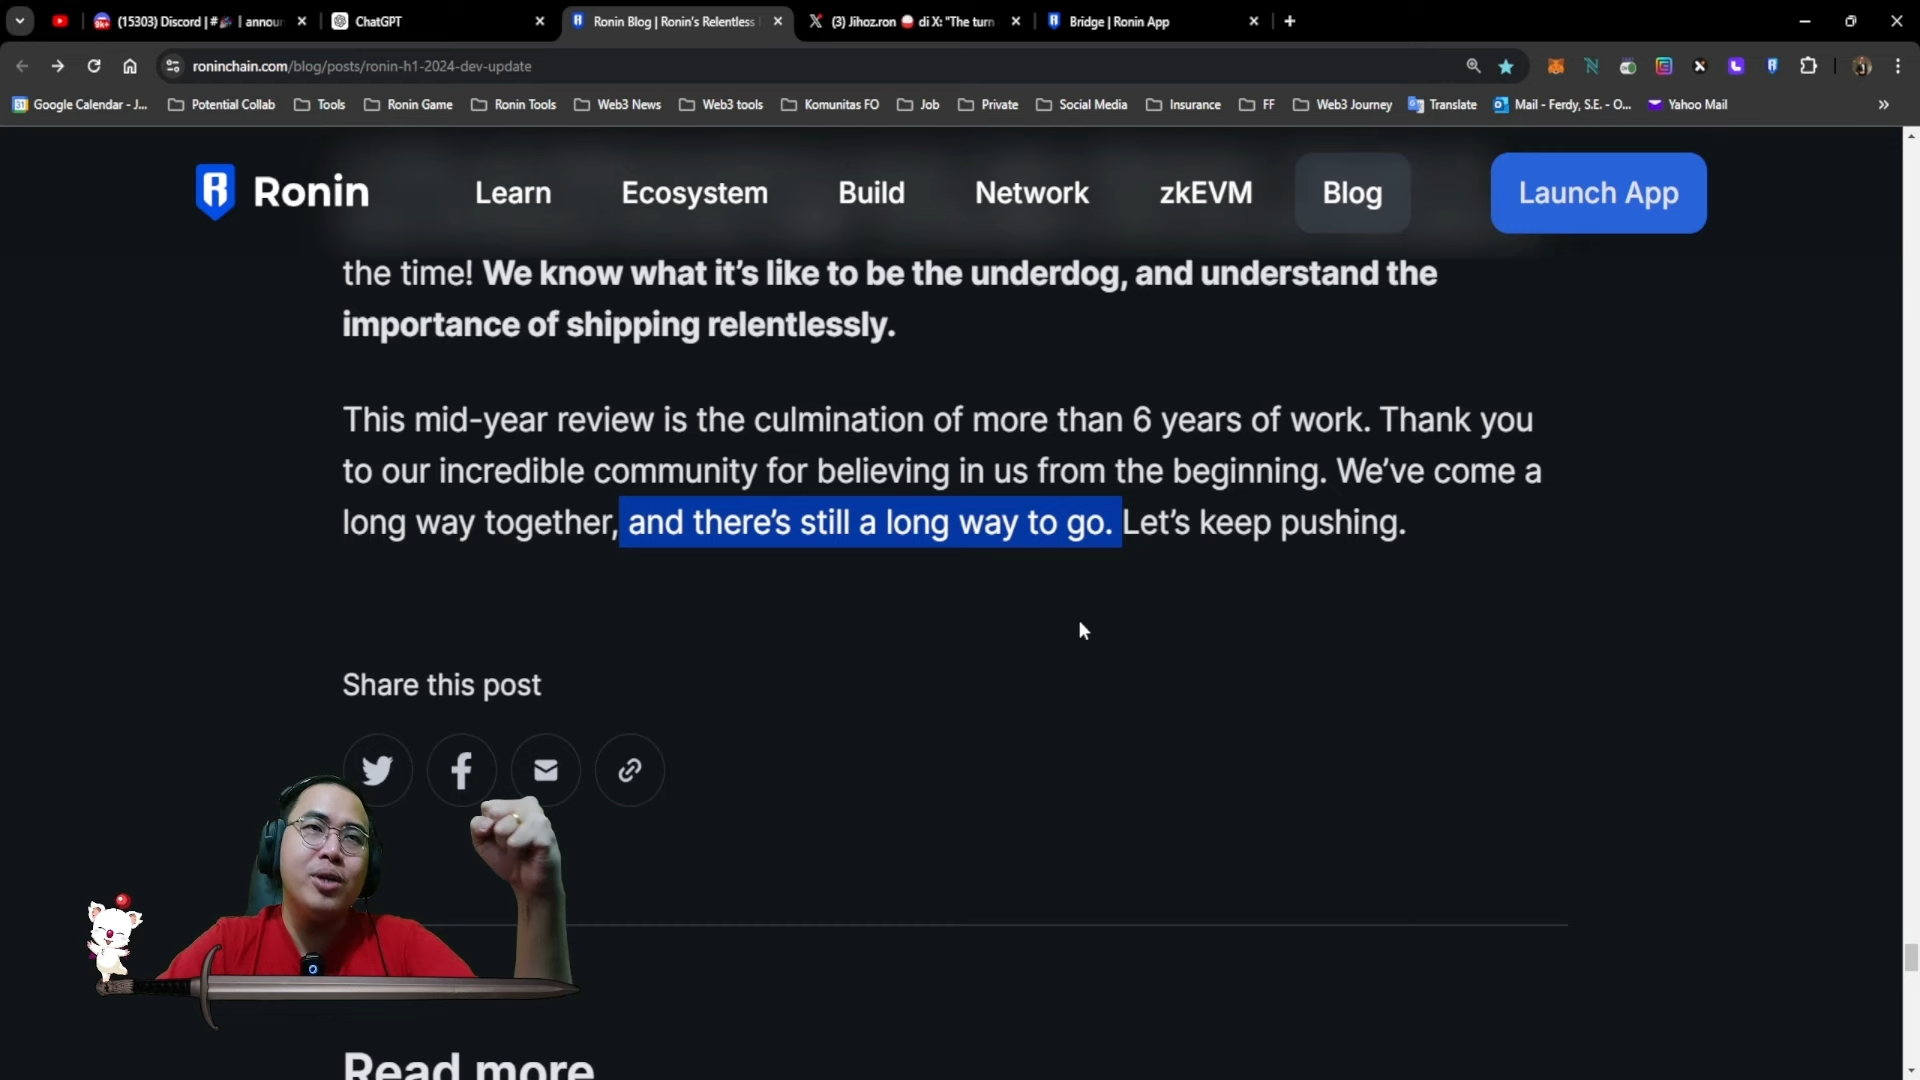 (15303) Discord | # | announ
ChatGPT
Ronin Blog | Ronin's Relentless
(3) Jihoz.ron di X: "The turn
Bridge | Ronin App
roninchain.com/blog/posts/ronin-h1-2024-dev-update
Google Calendar - J...
Potential Collab
Tools
Ronin Game
Ronin Tools
Web3 News
Web3 tools
Komunitas FO
Job
Private
Social Media
Insurance
FF
Web3 Journey
Translate
Mail - Ferdy, S.E. - O...
Yahoo Mail
Ronin
Learn
Ecosystem
Build
Network
zkEVM
Blog
Launch App
the time! We know what it's like to be the underdog, and understand the
importance of shipping relentlessly.
This mid-year review is the culmination of more than 6 years of work. Thank you
to our incredible community for believing in us from the beginning. We've come a
long way together, and there's still a long way to go. Let's keep pushing.
Share this post
Read more